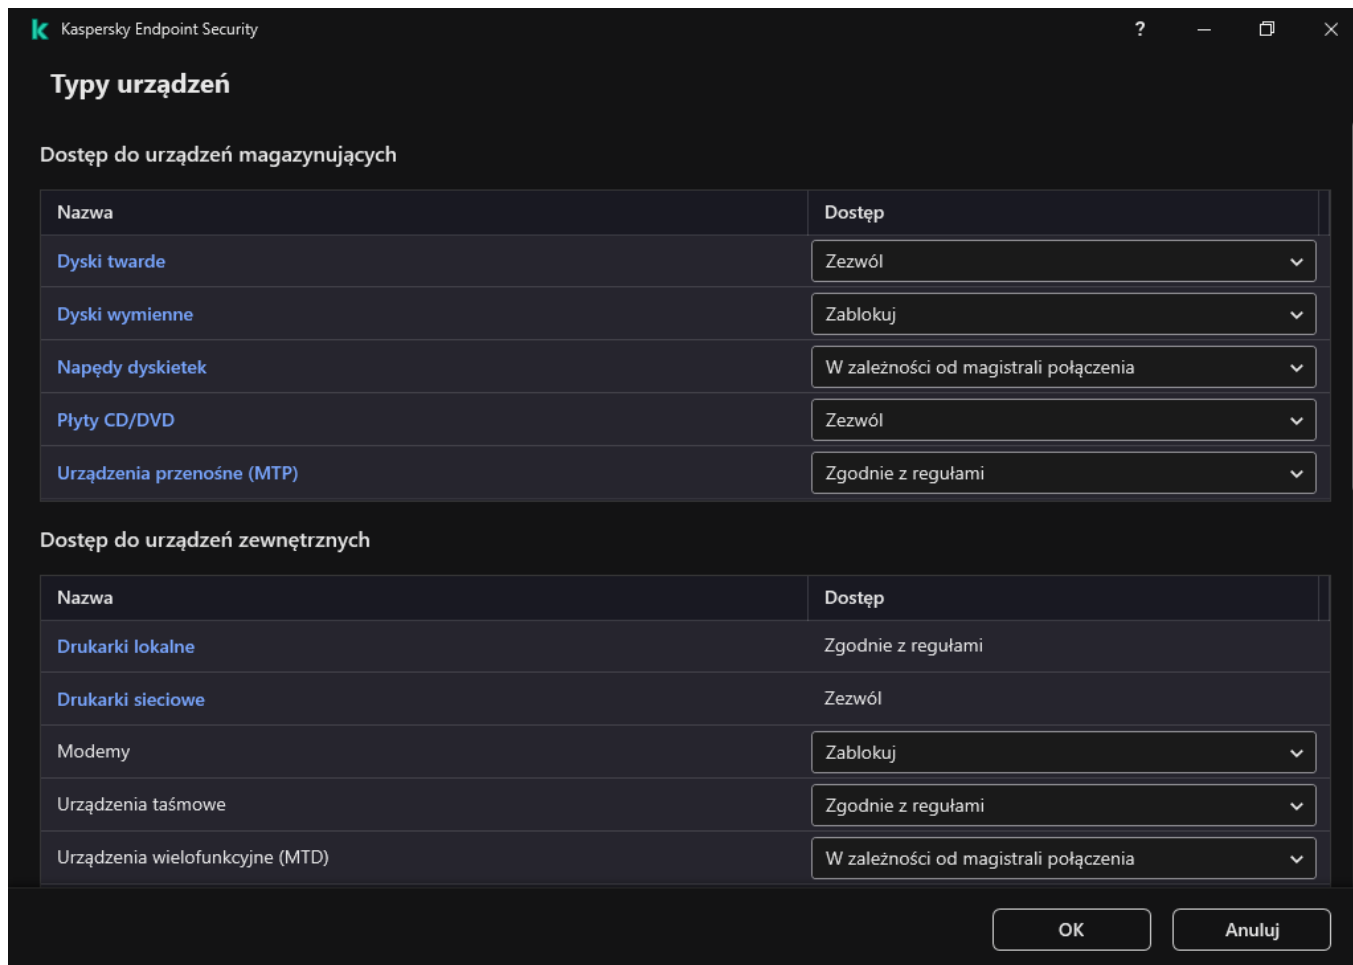 Kaspersky Endpoint Security
?
Typy urządzeń
Dostęp do urządzeń magazynujących
Nazwa Dostęp
Dyski twarde Zezwól
Dyski wymienne Zablokuj
Napędy dyskietek W zależności od magistrali połączenia
Płyty CD/DVD Zezwól
Urządzenia przenośne (MTP) Zgodnie z regułami
Dostęp do urządzeń zewnętrznych
Nazwa Dostęp
Drukarki lokalne Zgodnie z regułami
Drukarki sieciowe Zezwól
Modemy Zablokuj
Urządzenia taśmowe Zgodnie z regułami
Urządzenia wielofunkcyjne (MTD) W zależności od magistrali połączenia
OK Anuluj